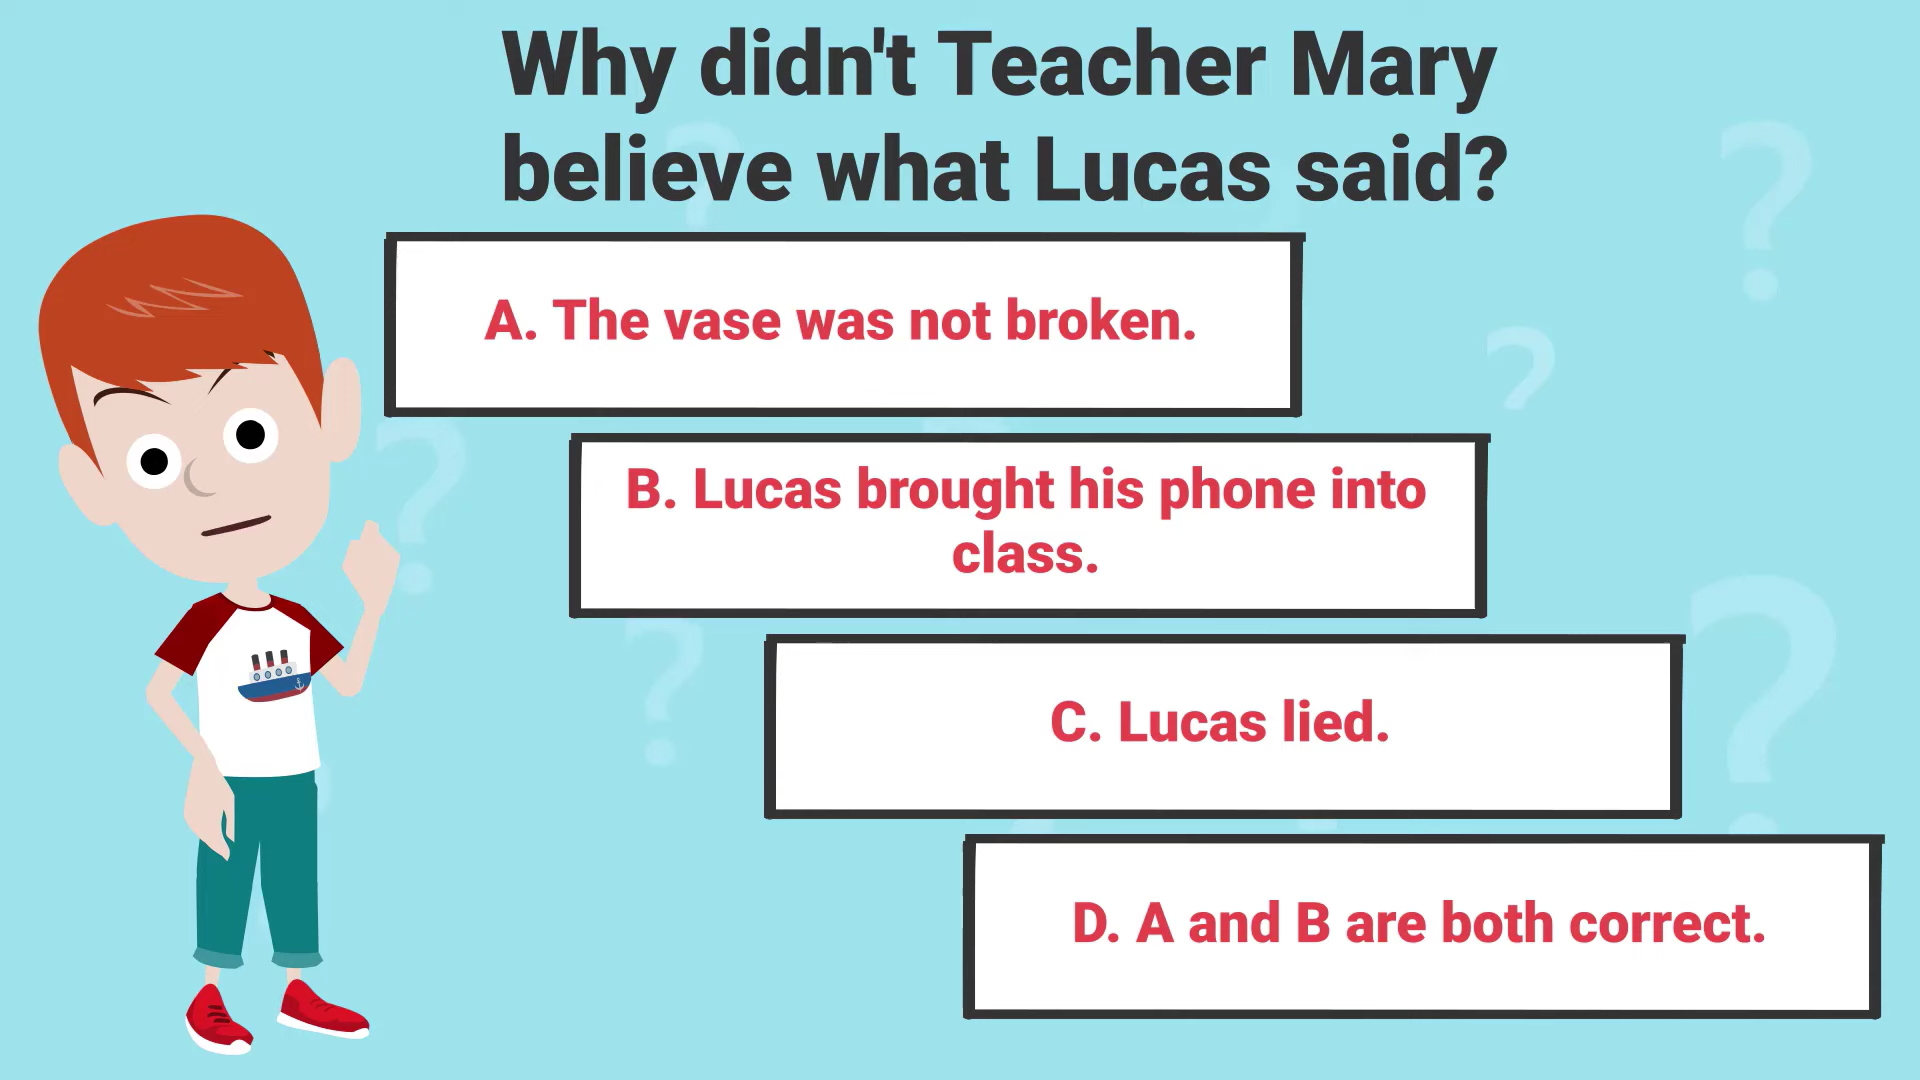 Why didn't Teacher Mary
believe what Lucas said?
A. The vase was not broken.
B. Lucas brought his phone into
class.
C. Lucas lied.
D. A and B are both correct.